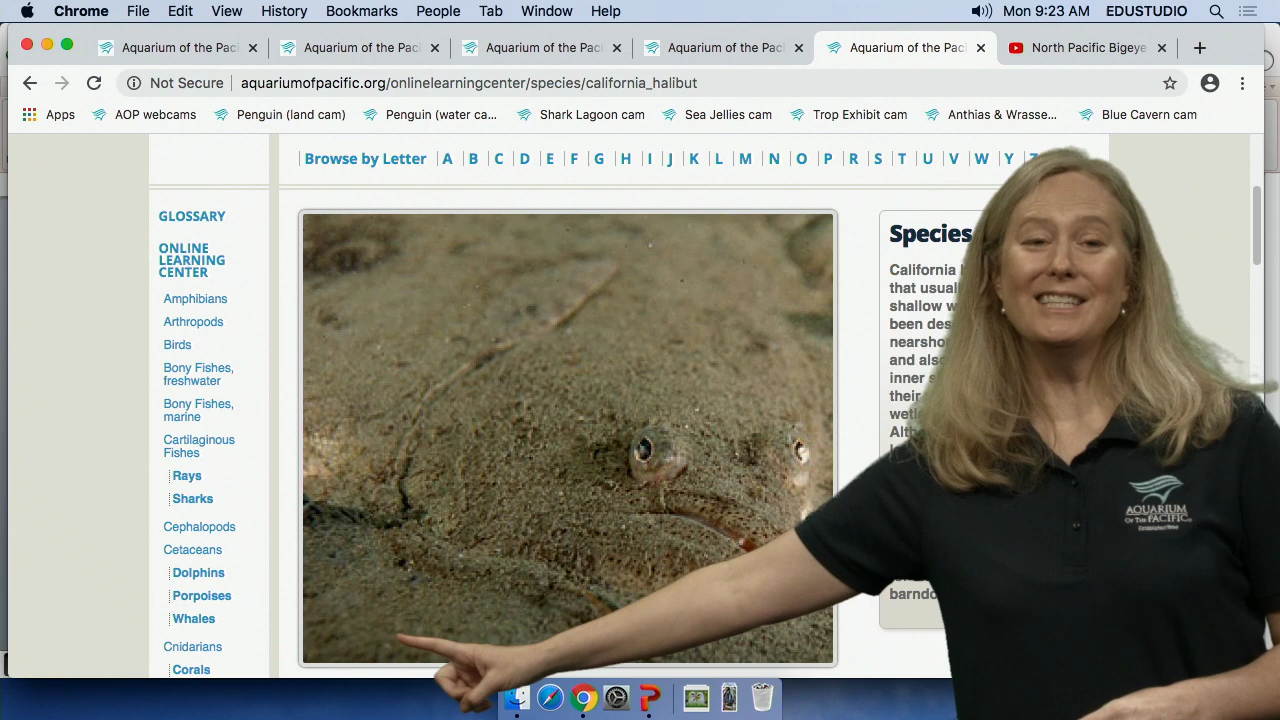 Chrome File Edit View History Bookmarks People Tab Window Help Mon 9:23 AM EDUSTUDIO
Aquarium of the Paci Aquarium of the Paci Aquarium of the Paci Aquarium of the Paci Aquarium of the Paci North Pacific Bigeye
Not Secure aquariumofpacific.org/onlinelearningcenter/species/california_halibut
Apps AOP webcams Penguin (land cam) Penguin (water ca... Shark Lagoon cam Sea Jellies cam Trop Exhibit cam Anthias & Wrasse... Blue Cavern cam
Browse by Letter A B C D E F G H I J K L M N O P R S T U V W Y Z
GLOSSARY
ONLINE
LEARNING
CENTER
Amphibians
Arthropods
Birds
Bony Fishes,
freshwater
Bony Fishes,
marine
Cartilaginous
Fishes
Rays
Sharks
Cephalopods
Cetaceans
Dolphins
Porpoises
Whales
Cnidarians
Corals
Species
California
that usual
shallow w
been des
nearshor
and also
inner s
their
wetl
Alth
barndo
AQUARIUM
OF THE PACIFIC